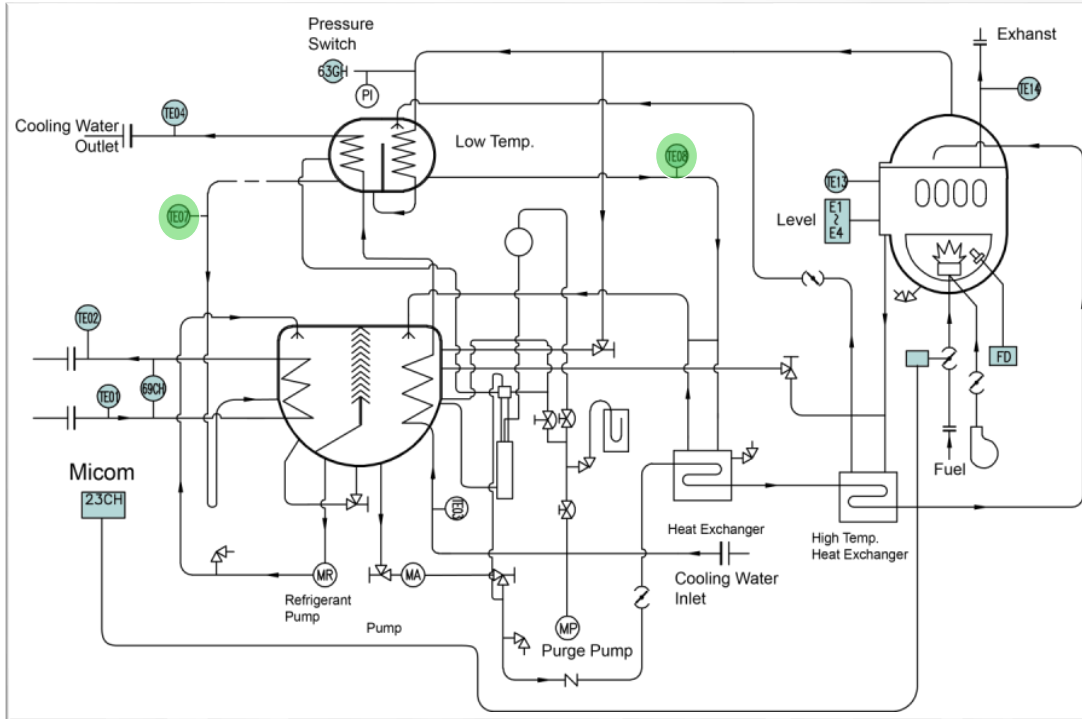 Pressure
Switch
63GH
PI
Exhanst
TE14
TE04
Cooling Water
Outlet
Low Temp.
TE08
TE13
Level
E1
~
E4
TE07
TE02
69CH
TE01
FD
Fuel
Micom
23CH
TE03
Heat Exchanger
High Temp.
Heat Exchanger
Cooling Water
Inlet
MR
MA
Refrigerant
Pump
Pump
MP
Purge Pump